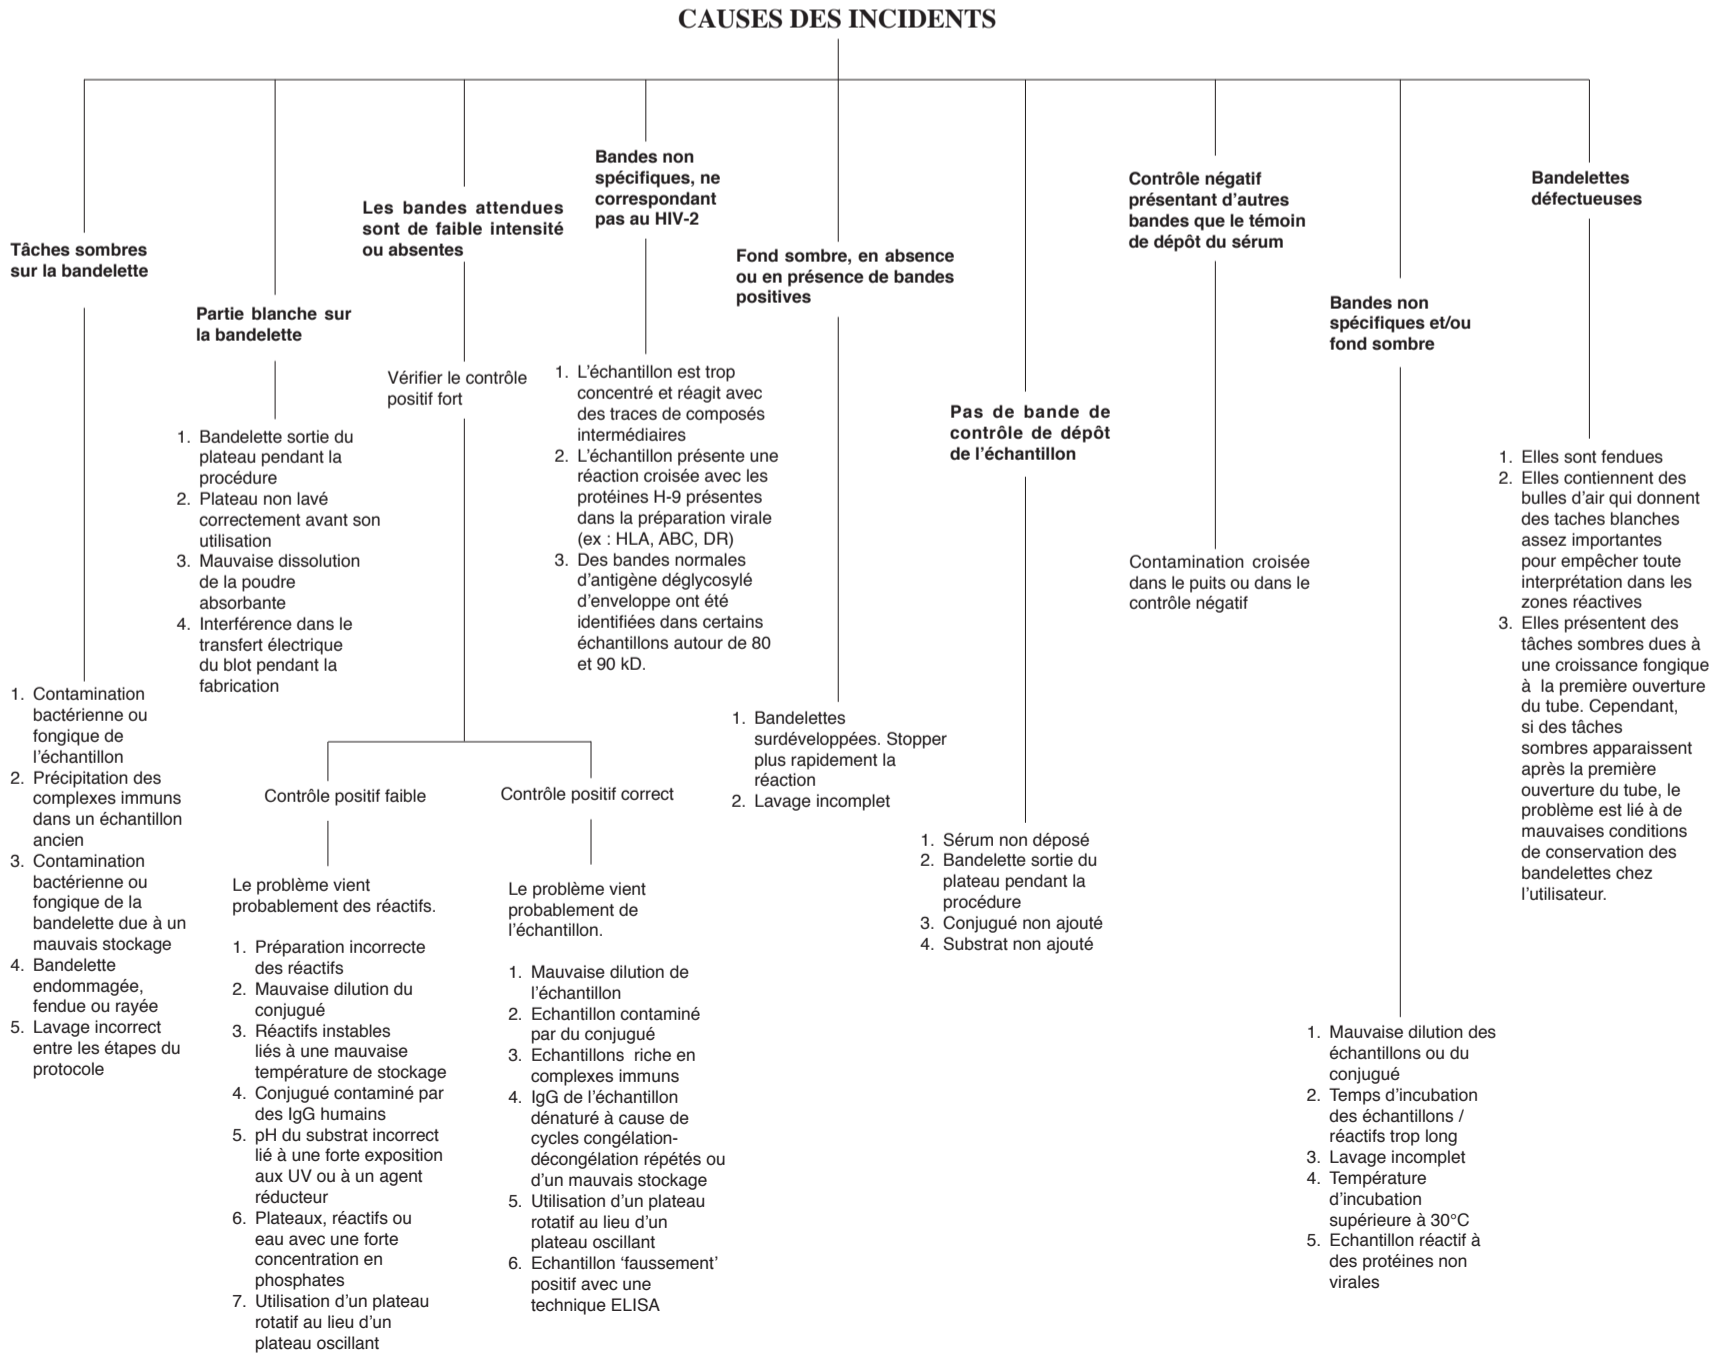 CAUSES DES INCIDENTS
Tâches sombres
sur la bandelette
1. Contamination
bactérienne ou
fongique de
l’échantillon
2. Précipitation des
complexes immuns
dans un échantillon
ancien
3. Contamination
bactérienne ou
fongique de la
bandelette due à un
mauvais stockage
4. Bandelette
endommagée,
fendue ou rayée
5. Lavage incorrect
entre les étapes du
protocole
Partie blanche sur
la bandelette
1. Bandelette sortie du
plateau pendant la
procédure
2. Plateau non lavé
correctement avant son
utilisation
3. Mauvaise dissolution
de la poudre
absorbante
4. Interférence dans le
transfert électrique
du blot pendant la
fabrication
Les bandes attendues
sont de faible intensité
ou absentes
Vérifier le contrôle
positif fort
Contrôle positif faible
Le problème vient
probablement des réactifs.
1. Préparation incorrecte
des réactifs
2. Mauvaise dilution du
conjugué
3. Réactifs instables
liés à une mauvaise
température de stockage
4. Conjugué contaminé par
des IgG humains
5. pH du substrat incorrect
lié à une forte exposition
aux UV ou à un agent
réducteur
6. Plateaux, réactifs ou
eau avec une forte
concentration en
phosphates
7. Utilisation d’un plateau
rotatif au lieu d’un
plateau oscillant
Contrôle positif correct
Le problème vient
probablement de
l’échantillon.
1. Mauvaise dilution de
l’échantillon
2. Echantillon contaminé
par du conjugué
3. Echantillons riche en
complexes immuns
4. IgG de l’échantillon
dénaturé à cause de
cycles congélation-
décongélation répétés ou
d’un mauvais stockage
5. Utilisation d’un plateau
rotatif au lieu d’un
plateau oscillant
6. Echantillon ‘faussement’
positif avec une
technique ELISA
Bandes non
spécifiques, ne
correspondant
pas au HIV-2
1. L’échantillon est trop
concentré et réagit avec
des traces de composés
intermédiaires
2. L’échantillon présente une
réaction croisée avec les
protéines H-9 présentes
dans la préparation virale
(ex : HLA, ABC, DR)
3. Des bandes normales
d’antigène déglycosylé
d’enveloppe ont été
identifiées dans certains
échantillons autour de 80
et 90 kD.
Fond sombre, en absence
ou en présence de bandes
positives
1. Bandelettes
surdéveloppées. Stopper
plus rapidement la
réaction
2. Lavage incomplet
Pas de bande de
contrôle de dépôt
de l’échantillon
1. Sérum non déposé
2. Bandelette sortie du
plateau pendant la
procédure
3. Conjugué non ajouté
4. Substrat non ajouté
Contrôle négatif
présentant d’autres
bandes que le témoin
de dépôt du sérum
Contamination croisée
dans le puits ou dans le
contrôle négatif
Bandes non
spécifiques et/ou
fond sombre
1. Mauvaise dilution des
échantillons ou du
conjugué
2. Temps d’incubation
des échantillons /
réactifs trop long
3. Lavage incomplet
4. Température
d’incubation
supérieure à 30°C
5. Echantillon réactif à
des protéines non
virales
Bandelettes
défectueuses
1. Elles sont fendues
2. Elles contiennent des
bulles d’air qui donnent
des taches blanches
assez importantes
pour empêcher toute
interprétation dans les
zones réactives
3. Elles présentent des
tâches sombres dues à
une croissance fongique
à la première ouverture
du tube. Cependant,
si des tâches
sombres apparaissent
après la première
ouverture du tube, le
problème est lié à de
mauvaises conditions
de conservation des
bandelettes chez
l’utilisateur.